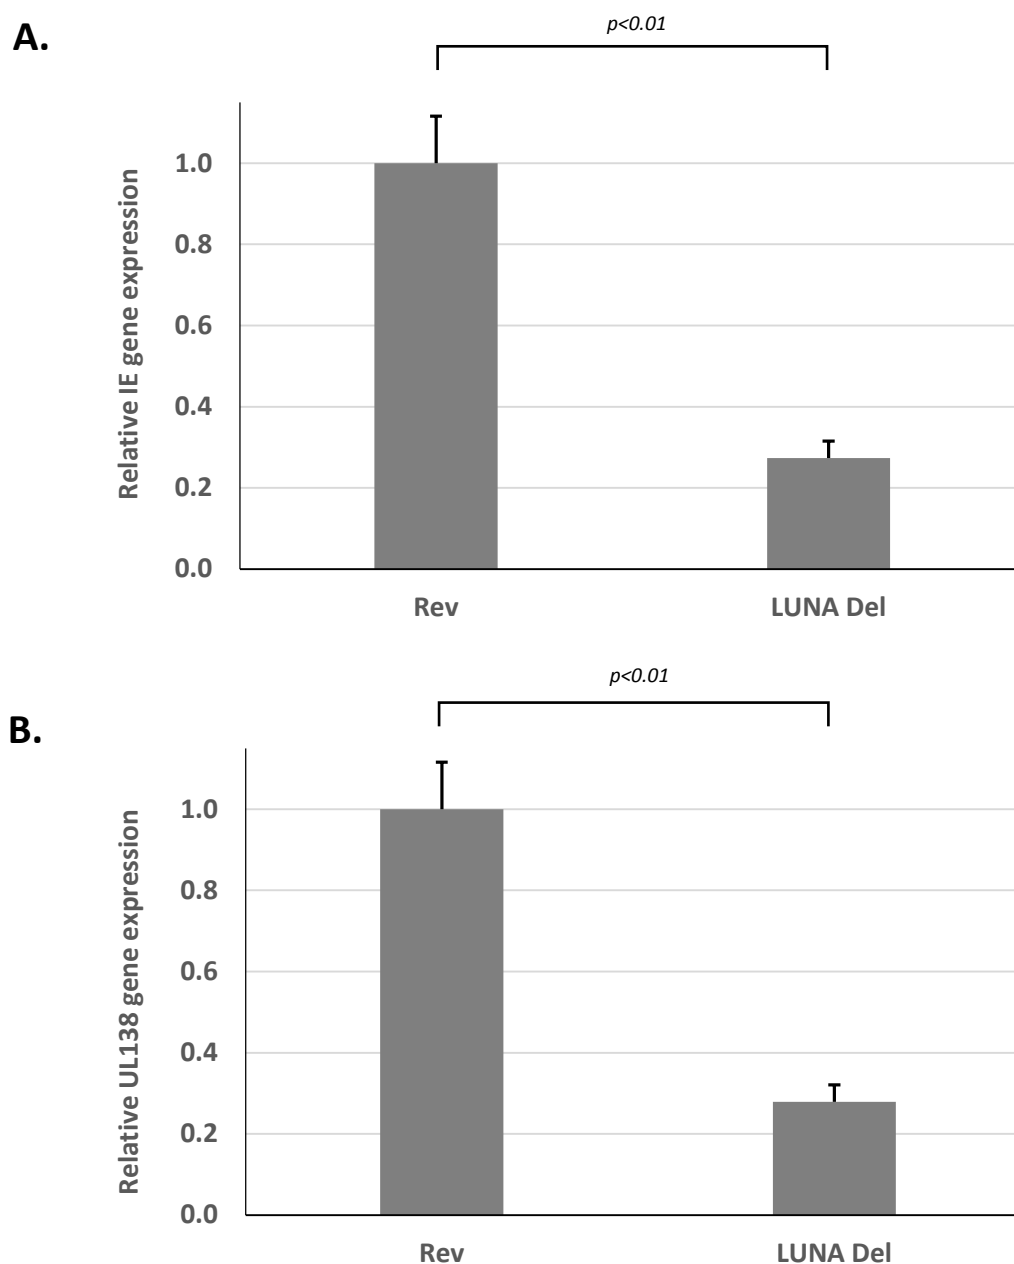 A.
p<0.01
Relative IE gene expression
1.0
0.8
0.6
0.4
0.2
0.0
Rev
LUNA Del
B.
p<0.01
Relative UL138 gene expression
1.0
0.8
0.6
0.4
0.2
0.0
Rev
LUNA Del